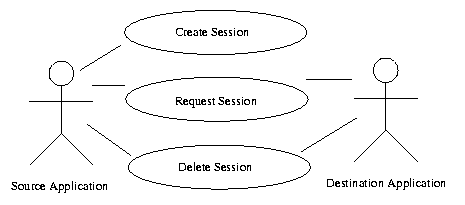 Create Session
Request Session
Delete Session
Source Application
Destination Application